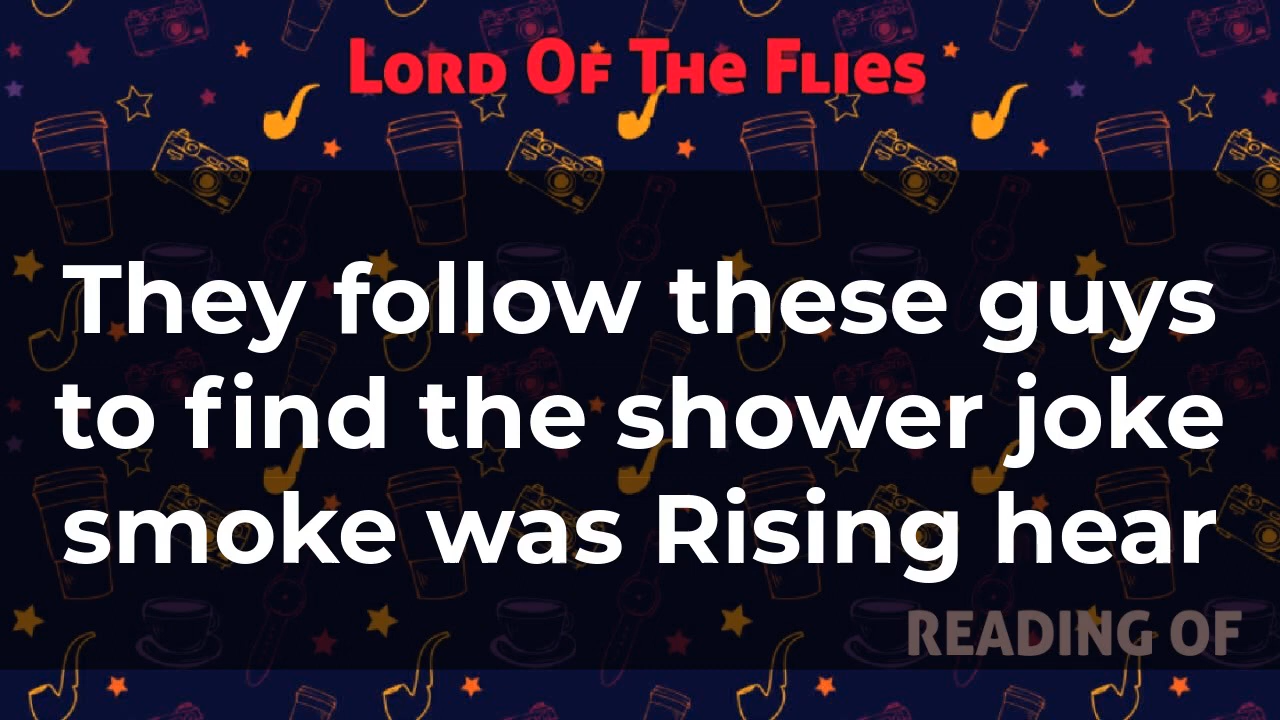 Lord Of The Flies
They follow these guys
to find the shower joke
smoke was Rising hear
READING OF